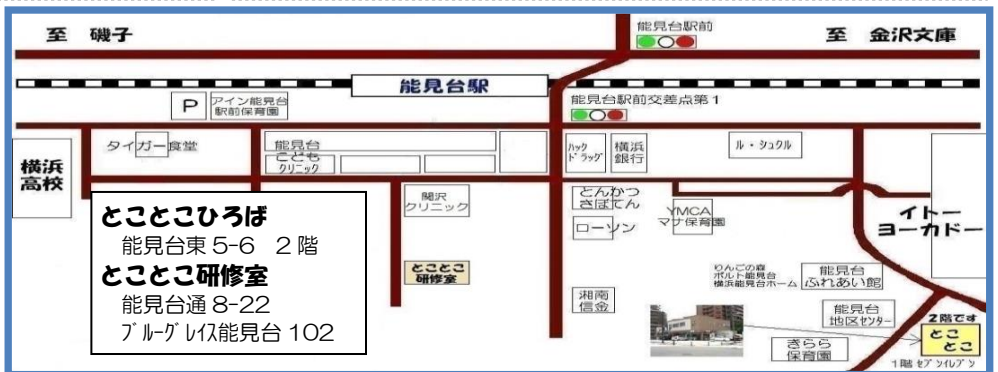 至 磯子
能見台駅前
至 金沢文庫
能見台駅
能見台駅前交差点第1
P
アイン能見台
駅前保育園
タイガー食堂
能見台
こども
クリニック
ハック
ドラッグ
横浜
銀行
ル・シュクル
横浜
高校
関沢
クリニック
とんかつ
さぼてん
ローソン
YMCA
マナ保育園
イトー
ヨーカドー
とことこひろば
能見台東 5-6 2階
とことこ研修室
能見台通 8-22
ブルーグレイス能見台 102
とことこ
研修室
湘南
信金
りんごの森
ポルト能見台
横浜能見台ホーム
能見台
ふれあい館
能見台
地区センター
きらら
保育園
2階です
とこ
とこ
1階 セブンイレブン